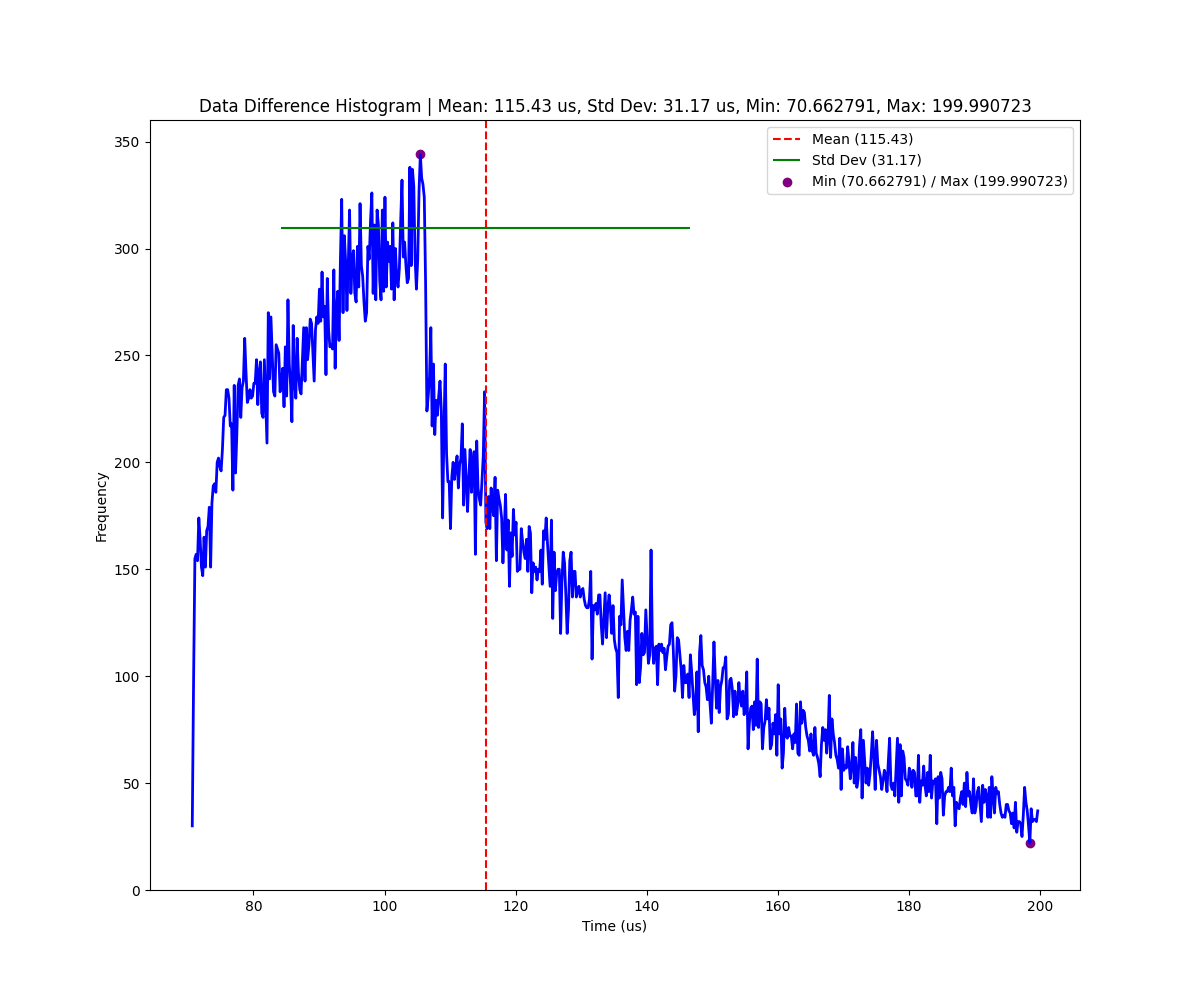 Data Difference Histogram | Mean: 115.43 us, Std Dev: 31.17 us, Min: 70.662791, Max: 199.990723
Mean (115.43)
Std Dev (31.17)
Min (70.662791) / Max (199.990723)
Frequency
350
300
250
200
150
100
50
0
80
100
120
140
160
180
200
Time (us)